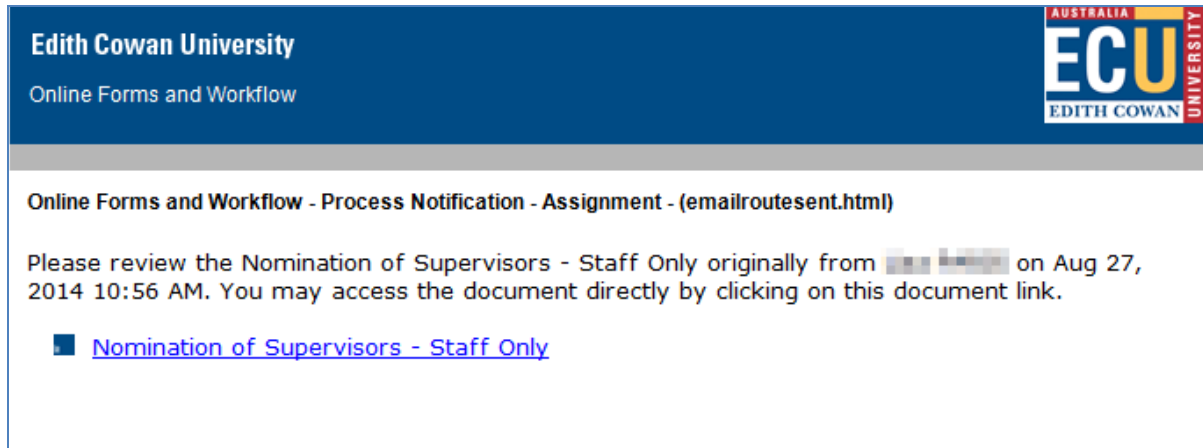 Edith Cowan University
Online Forms and Workflow
AUSTRALIA
ECU
EDITH COWAN
UNIVERSITY
Online Forms and Workflow - Process Notification - Assignment - (emailroutesent.html)
Please review the Nomination of Supervisors - Staff Only originally from on Aug 27,
2014 10:56 AM. You may access the document directly by clicking on this document link.
Nomination of Supervisors - Staff Only